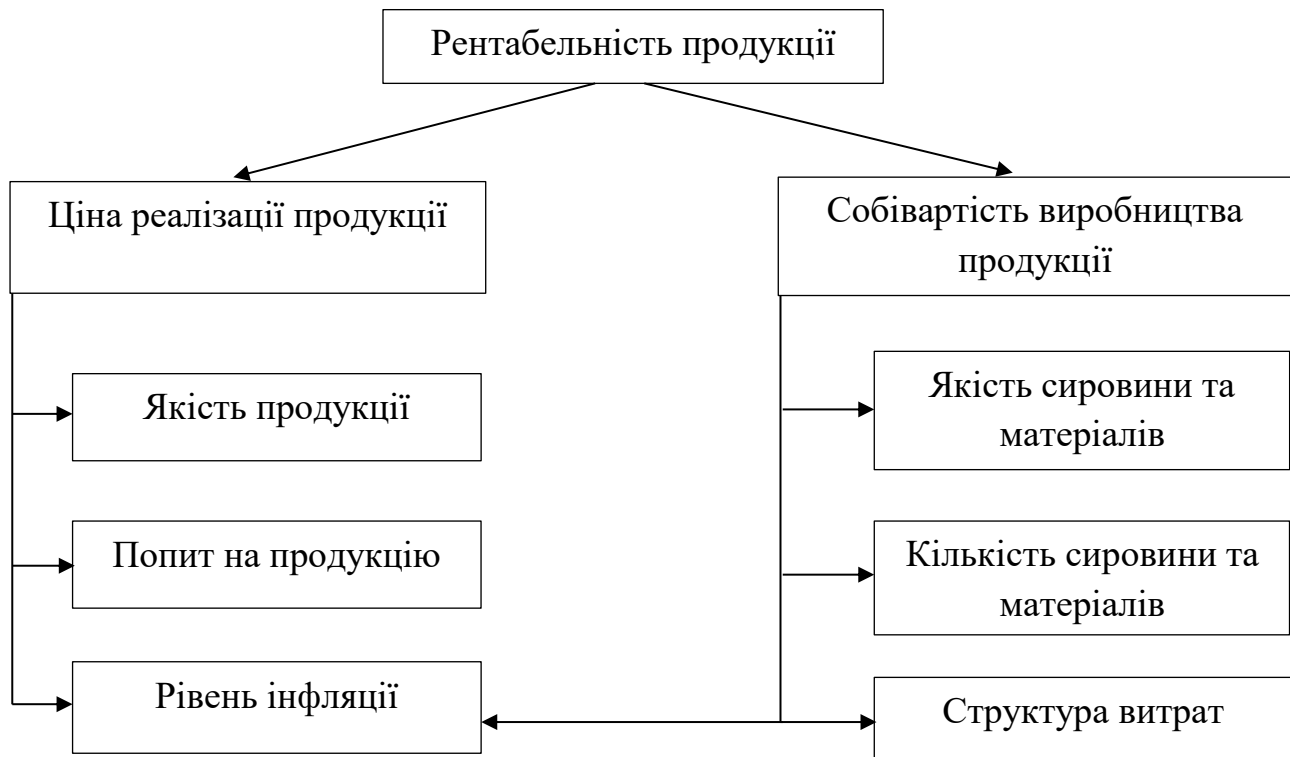 Рентабельність продукції
Ціна реалізації продукції
Собівартість виробництва
продукції
Якість продукції
Якість сировини та
матеріалів
Попит на продукцію
Кількість сировини та
матеріалів
Рівень інфляції
Структура витрат